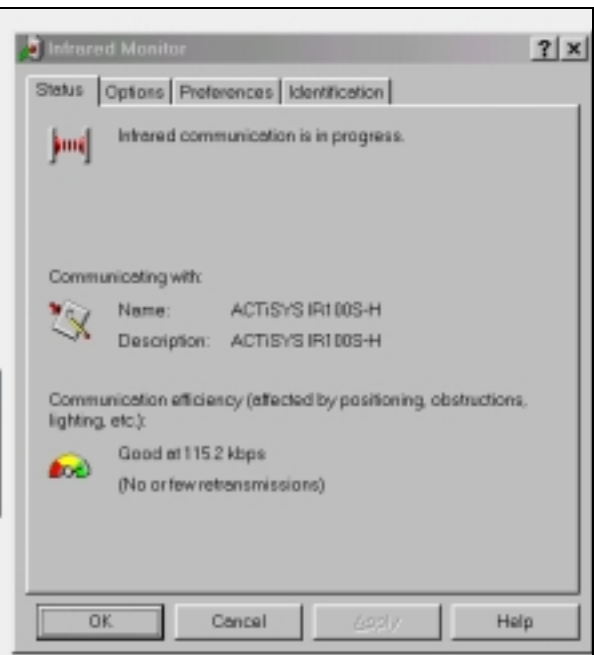 Infrared Monitor
Status Options Preferences Identification
Infrared communication is in progress.
Communicating with:
Name: ACTiSYS IR100S-H
Description: ACTiSYS IR100S-H
Communication efficiency (affected by positioning, obstructions,
lighting, etc.):
Good at 115.2 kbps
(No or few retransmissions)
OK Cancel Apply Help